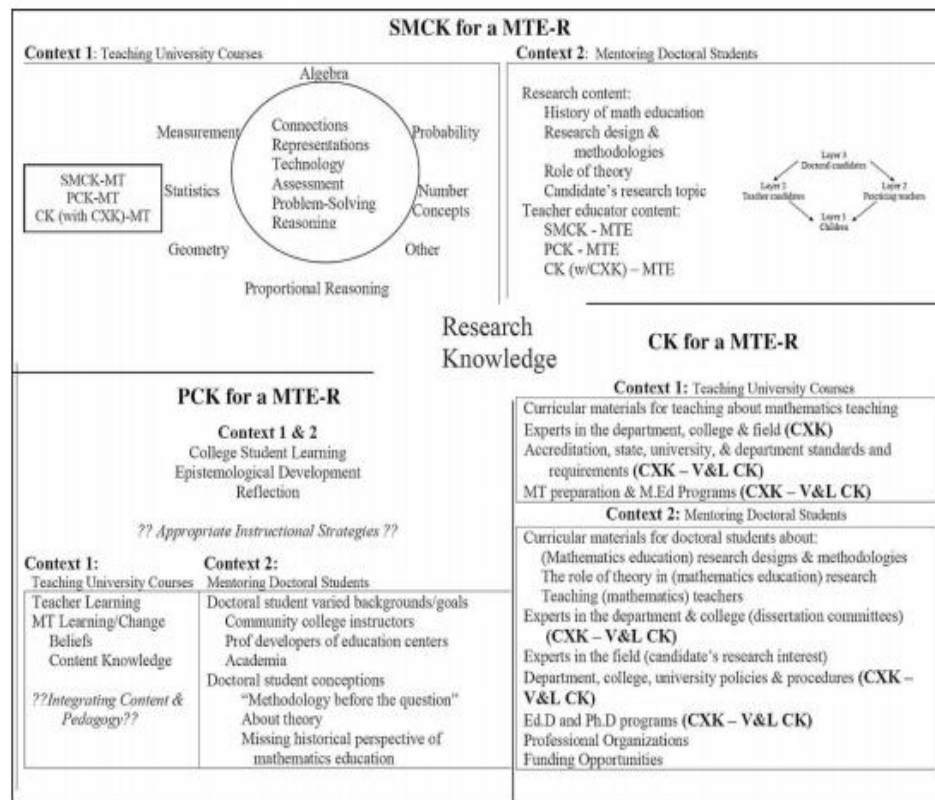 SMCK for a MTE-R
Context 1: Teaching University Courses
Algebra
Measurement
Probability
Statistics
Number
Concepts
Geometry
Other
Proportional Reasoning
Connections
Representations
Technology
Assessment
Problem-Solving
Reasoning
SMCK-MT
PCK-MT
CK (with CXK)-MT
Context 2: Mentoring Doctoral Students
Research content:
History of math education
Research design &
methodologies
Role of theory
Candidate's research topic
Teacher educator content:
SMCK - MTE
PCK - MTE
CK (w/CXK) – MTE
Layer 3
Doctoral candidates
Layer 2
Teacher candidates
Layer 2
Practicing teachers
Layer 1
Children
Research
Knowledge
PCK for a MTE-R
Context 1 & 2
College Student Learning
Epistemological Development
Reflection
?? Appropriate Instructional Strategies ??
Context 1:
Teaching University Courses
Teacher Learning
MT Learning/Change
Beliefs
Content Knowledge
??Integrating Content &
Pedagogy??
Context 2:
Mentoring Doctoral Students
Doctoral student varied backgrounds/goals
Community college instructors
Prof developers of education centers
Academia
Doctoral student conceptions
"Methodology before the question"
About theory
Missing historical perspective of
mathematics education
CK for a MTE-R
Context 1: Teaching University Courses
Curricular materials for teaching about mathematics teaching
Experts in the department, college & field (CXK)
Accreditation, state, university, & department standards and
requirements (CXK – V&L CK)
MT preparation & M.Ed Programs (CXK – V&L CK)
Context 2: Mentoring Doctoral Students
Curricular materials for doctoral students about:
(Mathematics education) research designs & methodologies
The role of theory in (mathematics education) research
Teaching (mathematics) teachers
Experts in the department & college (dissertation committees)
(CXK – V&L CK)
Experts in the field (candidate's research interest)
Department, college, university policies & procedures (CXK –
V&L CK)
Ed.D and Ph.D programs (CXK – V&L CK)
Professional Organizations
Funding Opportunities